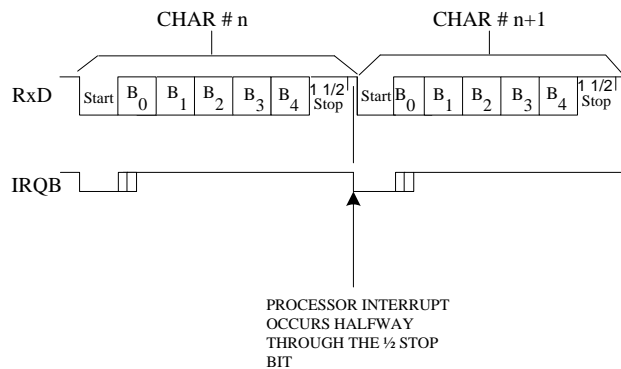 CHAR # n CHAR # n+1
RxD Start B0 B1 B2 B3 B4 1 1/2 Stop Start B0 B1 B2 B3 B4 1 1/2 Stop
IRQB
PROCESSOR INTERRUPT
OCCURS HALFWAY
THROUGH THE ½ STOP
BIT